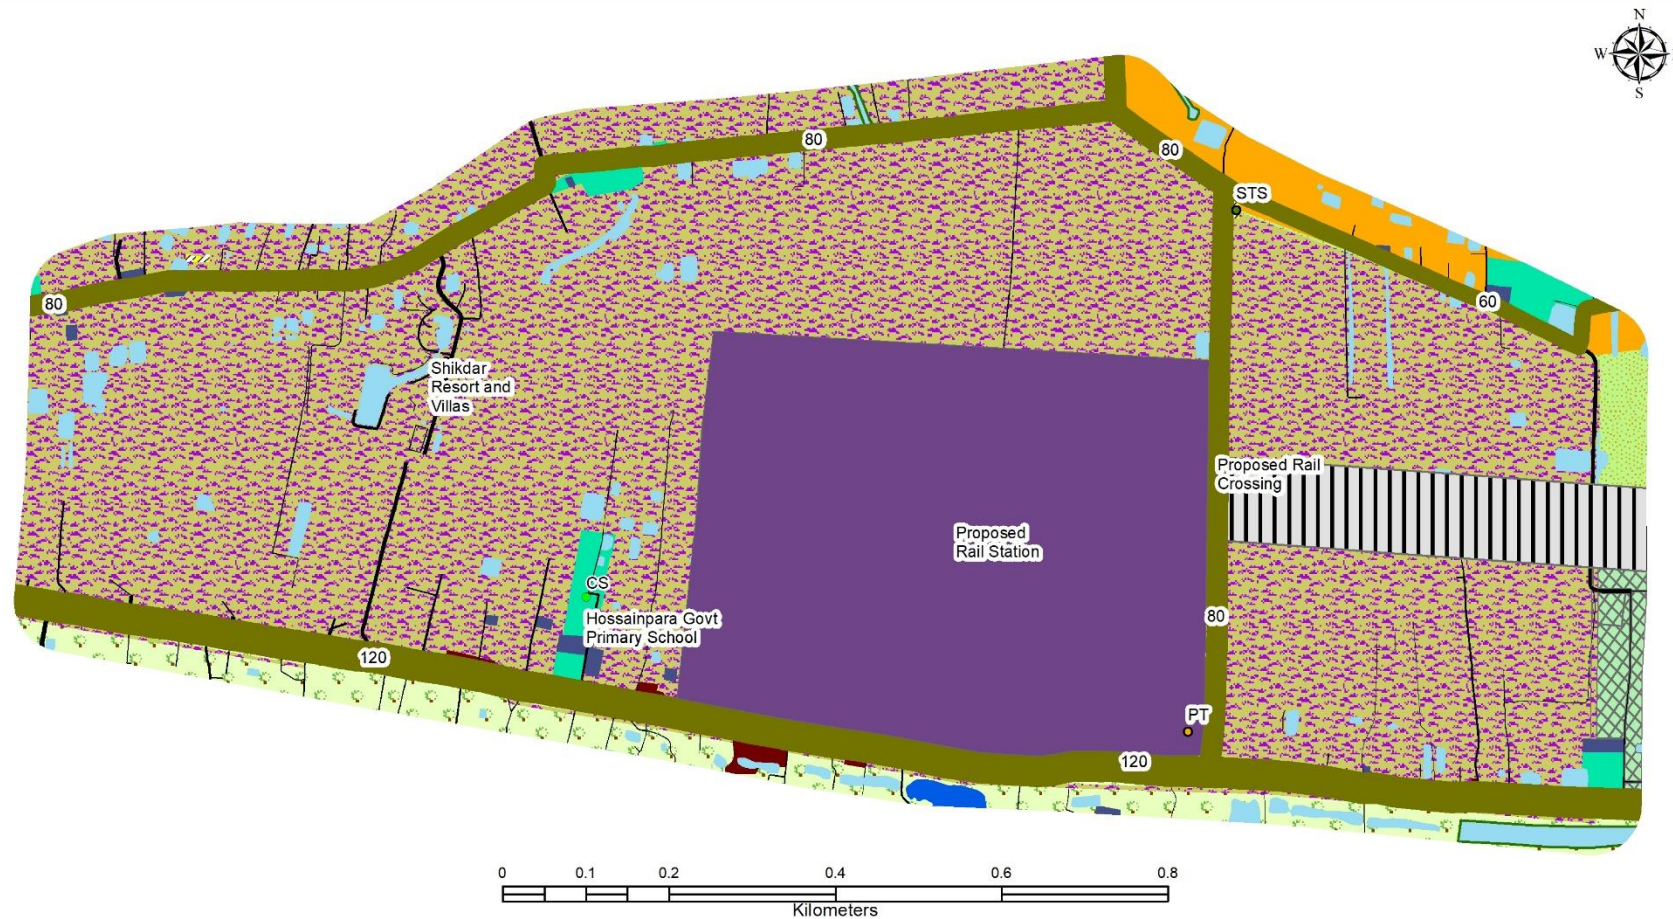 N
W
S
80
80
STS
80
60
Shikdar
Resort and
Villas
Proposed Rail
Crossing
Proposed
Rail Station
CS
Hossainpara Govt
Primary School
80
120
PT
120
0 0.1 0.2 0.4 0.6 0.8
Kilometers